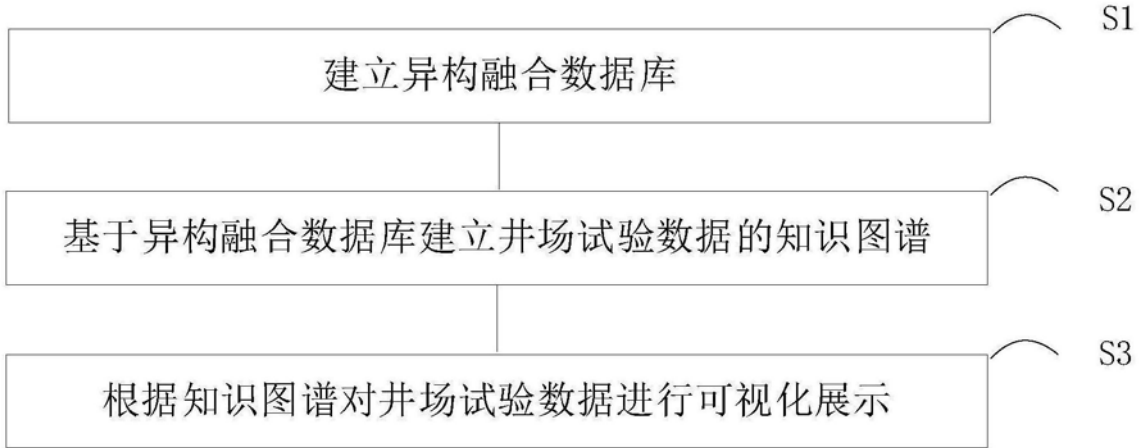 S1
建立异构融合数据库
S2
基于异构融合数据库建立井场试验数据的知识图谱
S3
根据知识图谱对井场试验数据进行可视化展示